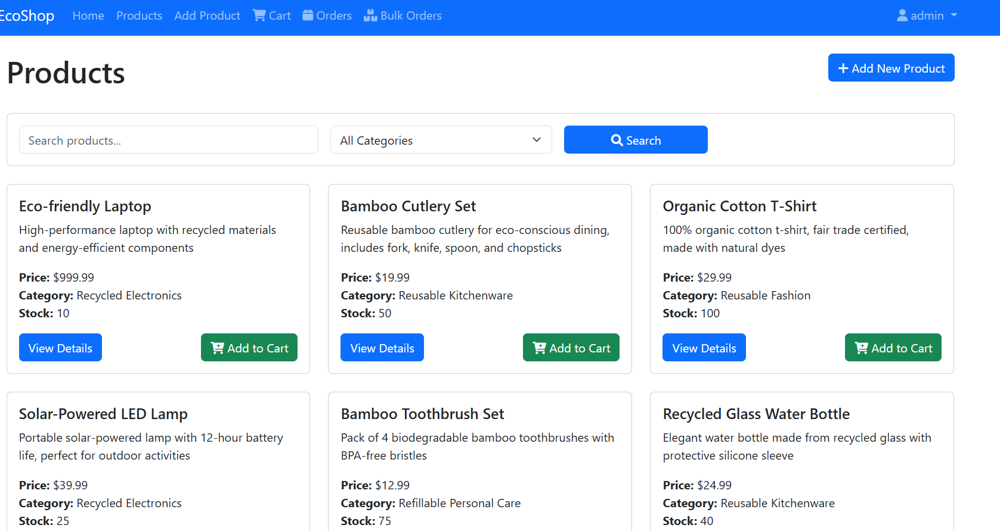 EcoShop Home Products Add Product Cart Orders Bulk Orders admin
Products
Add New Product
Search products...
All Categories
Search
Eco-friendly Laptop
High-performance laptop with recycled materials
and energy-efficient components
Price: $999.99
Category: Recycled Electronics
Stock: 10
View Details Add to Cart
Bamboo Cutlery Set
Reusable bamboo cutlery for eco-conscious dining,
includes fork, knife, spoon, and chopsticks
Price: $19.99
Category: Reusable Kitchenware
Stock: 50
View Details Add to Cart
Organic Cotton T-Shirt
100% organic cotton t-shirt, fair trade certified,
made with natural dyes
Price: $29.99
Category: Reusable Fashion
Stock: 100
View Details Add to Cart
Solar-Powered LED Lamp
Portable solar-powered lamp with 12-hour battery
life, perfect for outdoor activities
Price: $39.99
Category: Recycled Electronics
Stock: 25
Bamboo Toothbrush Set
Pack of 4 biodegradable bamboo toothbrushes with
BPA-free bristles
Price: $12.99
Category: Refillable Personal Care
Stock: 75
Recycled Glass Water Bottle
Elegant water bottle made from recycled glass with
protective silicone sleeve
Price: $24.99
Category: Reusable Kitchenware
Stock: 40